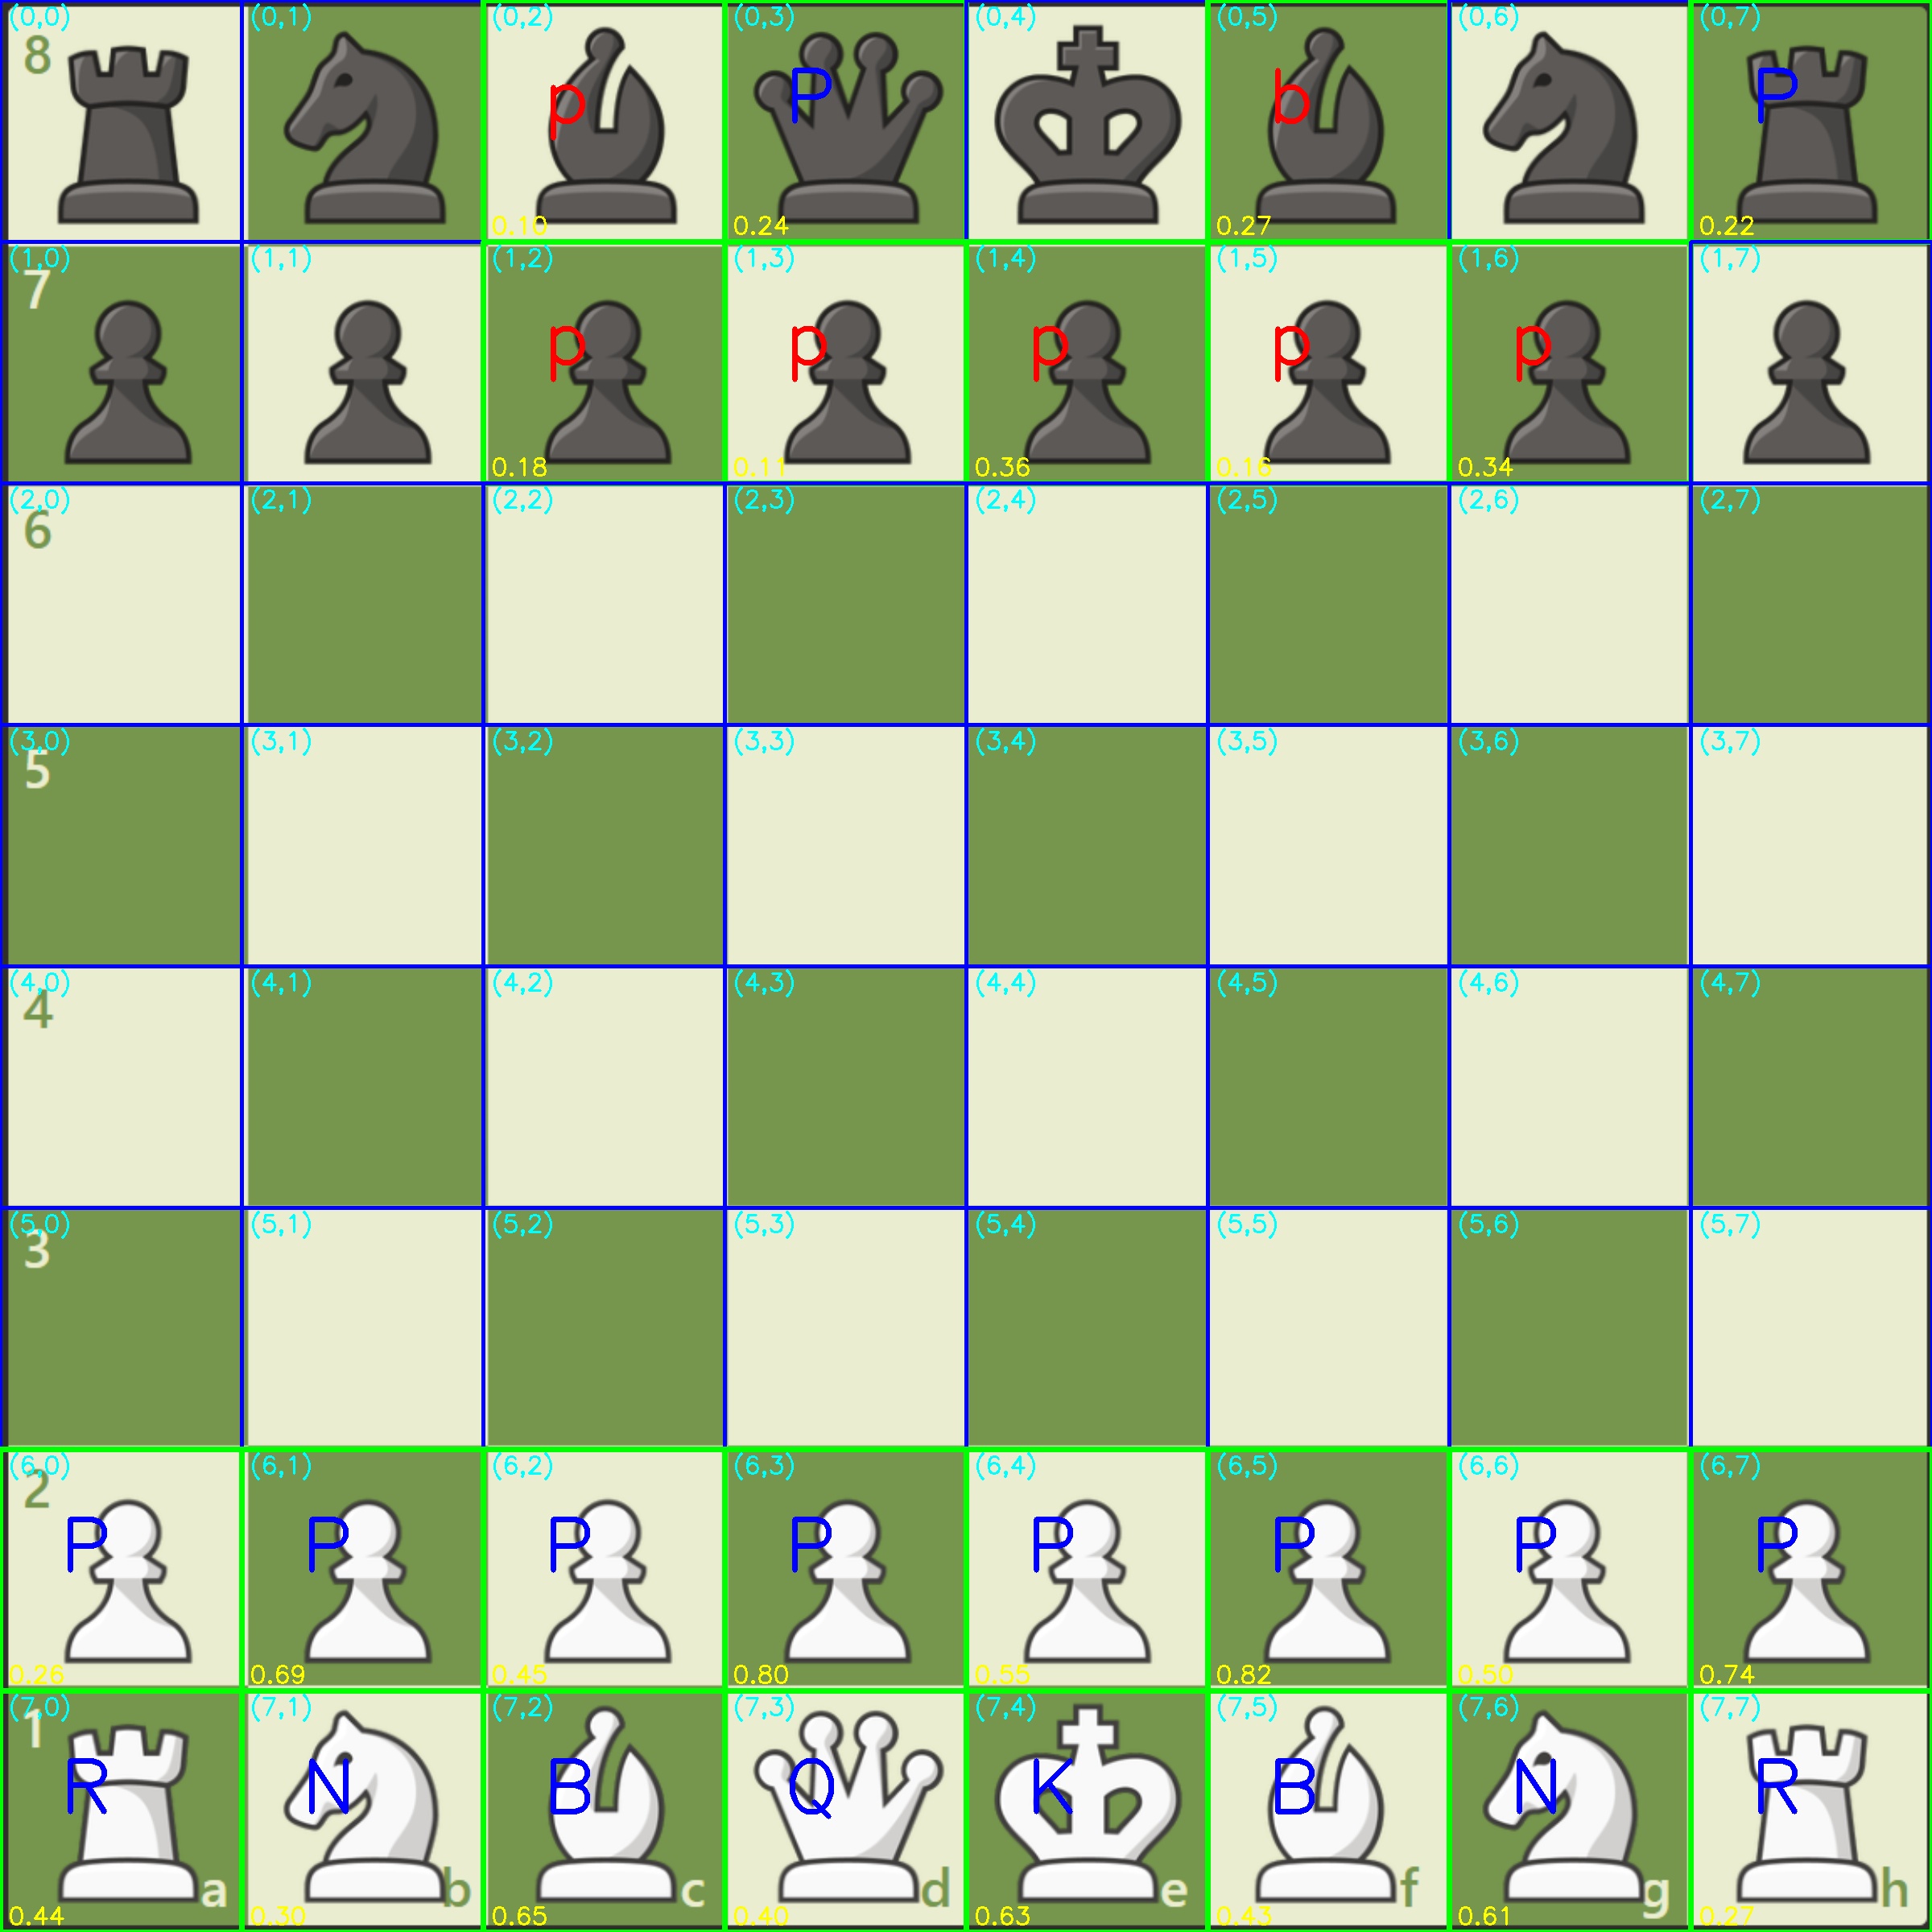 (0,0) (0,1) (0,2) (0,3) (0,4) (0,5) (0,6) (0,7)
8
p P b P
0.10 0.24 0.27 0.22
(1,0) (1,1) (1,2) (1,3) (1,4) (1,5) (1,6) (1,7)
7
p p p p p
0.18 0.11 0.36 0.16 0.34
(2,0) (2,1) (2,2) (2,3) (2,4) (2,5) (2,6) (2,7)
6
(3,0) (3,1) (3,2) (3,3) (3,4) (3,5) (3,6) (3,7)
5
(4,0) (4,1) (4,2) (4,3) (4,4) (4,5) (4,6) (4,7)
4
(5,0) (5,1) (5,2) (5,3) (5,4) (5,5) (5,6) (5,7)
3
(6,0) (6,1) (6,2) (6,3) (6,4) (6,5) (6,6) (6,7)
2
P P P P P P P P
0.26 0.69 0.45 0.80 0.55 0.82 0.50 0.74
(7,0) (7,1) (7,2) (7,3) (7,4) (7,5) (7,6) (7,7)
1
R N B Q K B N R
a b c d e f g h
0.44 0.30 0.65 0.40 0.63 0.43 0.61 0.27